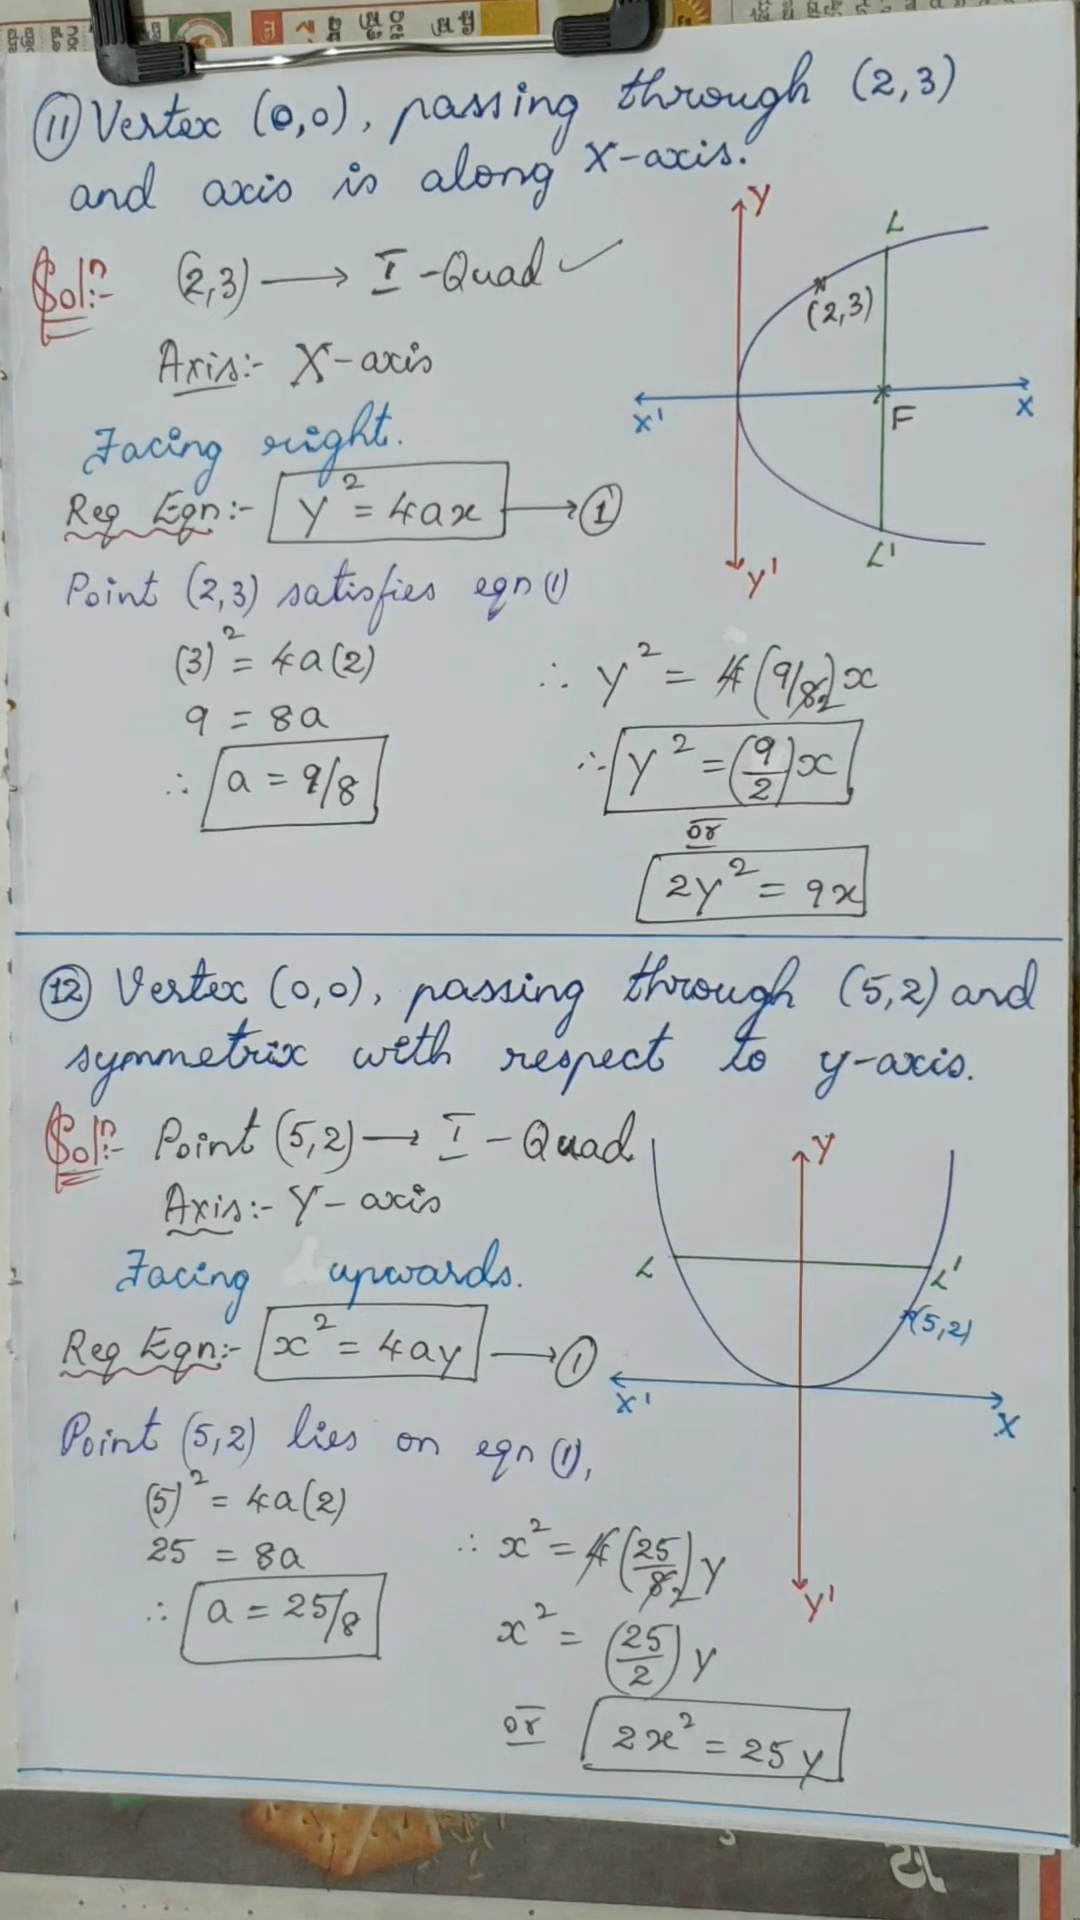 (11) Vertex (0,0), passing through (2,3)
and axis is along X-axis.
Soln:- (2,3) → I-Quad ✓
Axis:- X-axis
Facing right.
Req Eqn:- y² = 4ax → (1)
Point (2,3) satisfies eqn (1)
(3)² = 4a(2)
9 = 8a
∴ a = 9/8
Y
L
(2,3)
X'
F
X
L'
Y'
∴ y² = 4(9/8 2)x
∴ y² = (9/2)x
or
2y² = 9x
(12) Vertex (0,0), passing through (5,2) and
symmetrix with respect to y-axis.
Soln:- Point (5,2) → I-Quad
Axis:- Y-axis
Facing upwards.
Req Eqn:- x² = 4ay → (1)
Point (5,2) lies on eqn (1),
(5)² = 4a(2)
25 = 8a
∴ a = 25/8
Y
L
L'
(5,2)
X'
X
Y'
∴ x² = 4(25/8 2)y
x² = (25/2)y
or 2x² = 25y